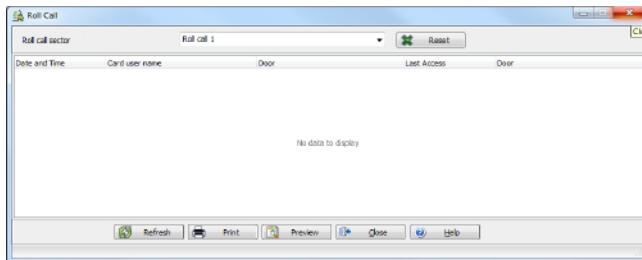 Roll Call
Roll call sector Roll call 1 Reset
Date and Time Card user name Door Last Access Door
No data to display
Refresh Print Preview Close Help